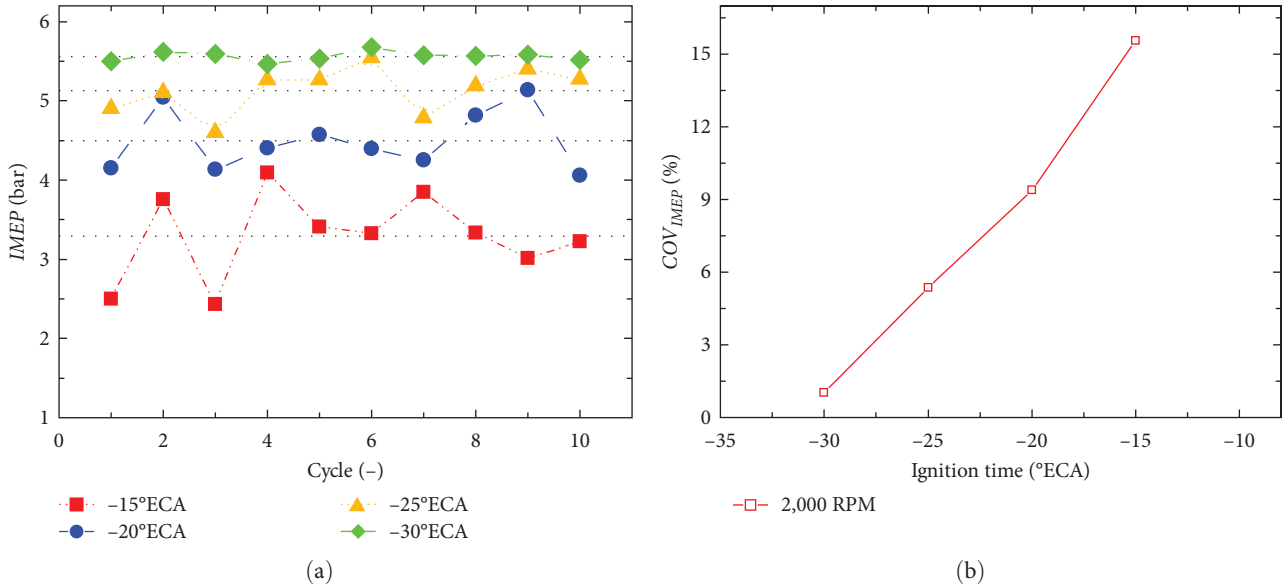 6
5
4
3
2
1
IMEP (bar)
0 2 4 6 8 10
Cycle (–)
–15°ECA –25°ECA
–20°ECA –30°ECA
(a)
15
12
9
6
3
0
COV_IMEP (%)
–35 –30 –25 –20 –15 –10
Ignition time (°ECA)
2,000 RPM
(b)